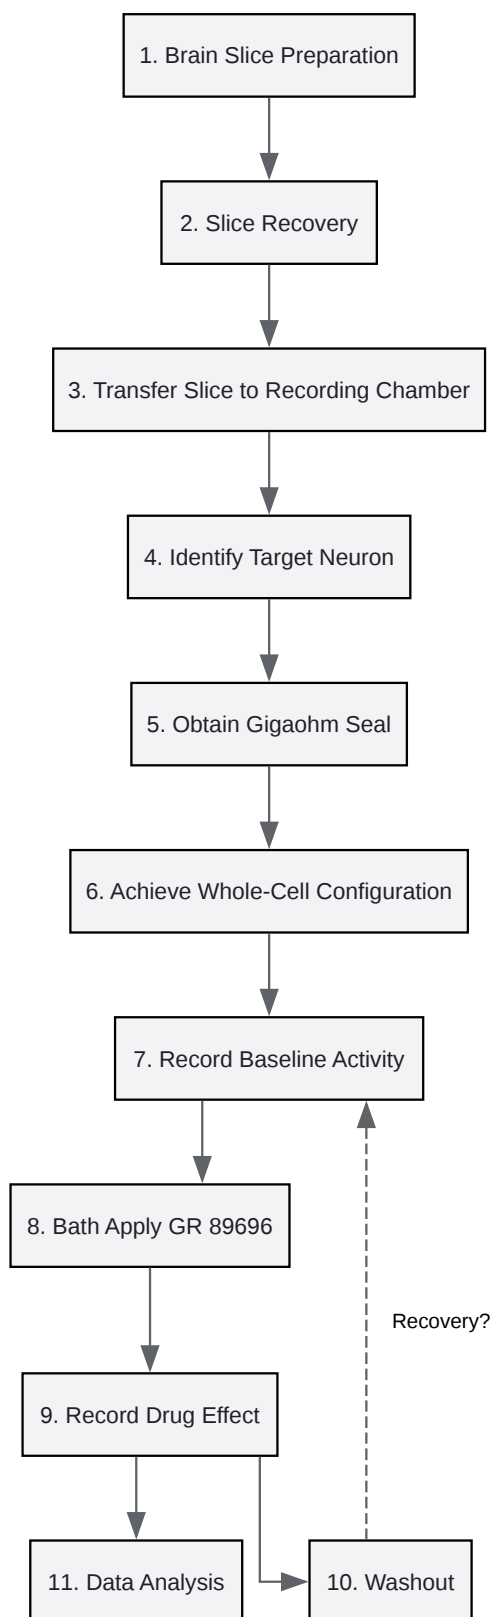 1. Brain Slice Preparation
2. Slice Recovery
3. Transfer Slice to Recording Chamber
4. Identify Target Neuron
5. Obtain Gigaohm Seal
6. Achieve Whole-Cell Configuration
7. Record Baseline Activity
8. Bath Apply GR 89696
Recovery?
9. Record Drug Effect
11. Data Analysis
10. Washout